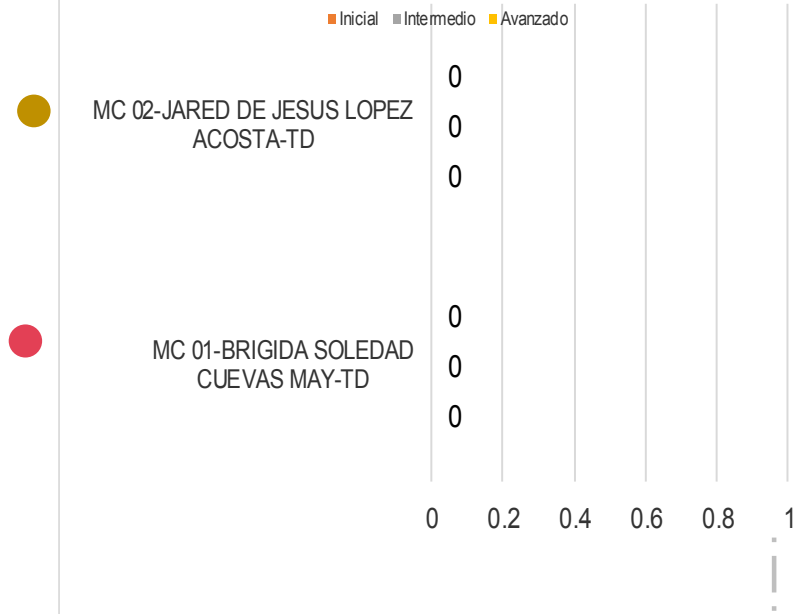 Inicial Intermedio Avanzado
MC 02-JARED DE JESUS LOPEZ
ACOSTA-TD
0
0
0
MC 01-BRIGIDA SOLEDAD
CUEVAS MAY-TD
0
0
0
0 0.2 0.4 0.6 0.8 1